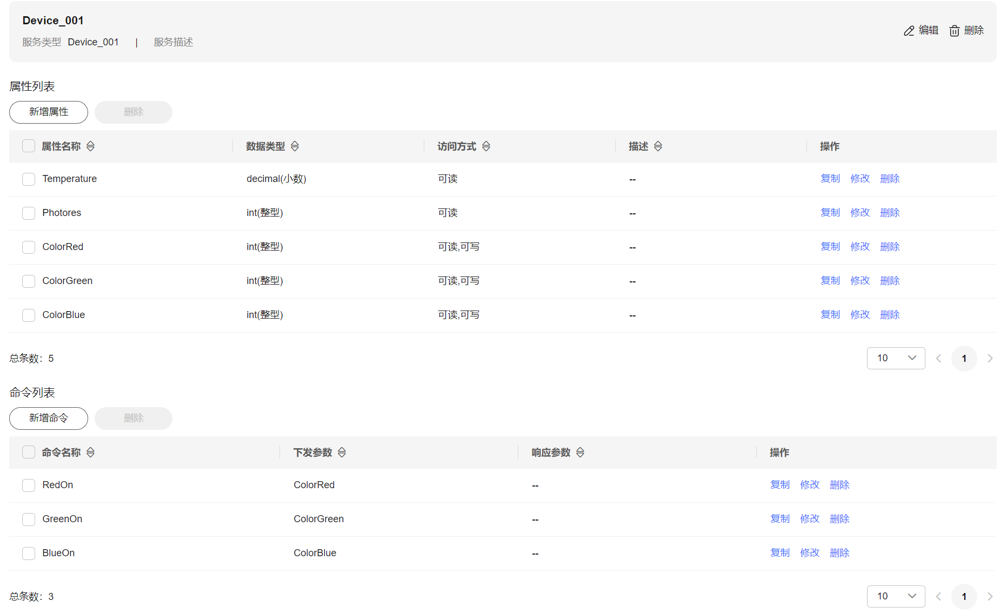 Device_001
服务类型 Device_001 | 服务描述
编辑 删除
属性列表
新增属性 删除
属性名称 数据类型 访问方式 描述 操作
Temperature decimal(小数) 可读 -- 复制 修改 删除
Photores int(整型) 可读 -- 复制 修改 删除
ColorRed int(整型) 可读,可写 -- 复制 修改 删除
ColorGreen int(整型) 可读,可写 -- 复制 修改 删除
ColorBlue int(整型) 可读,可写 -- 复制 修改 删除
总条数：5 10 1
命令列表
新增命令 删除
命令名称 下发参数 响应参数 操作
RedOn ColorRed -- 复制 修改 删除
GreenOn ColorGreen -- 复制 修改 删除
BlueOn ColorBlue -- 复制 修改 删除
总条数：3 10 1